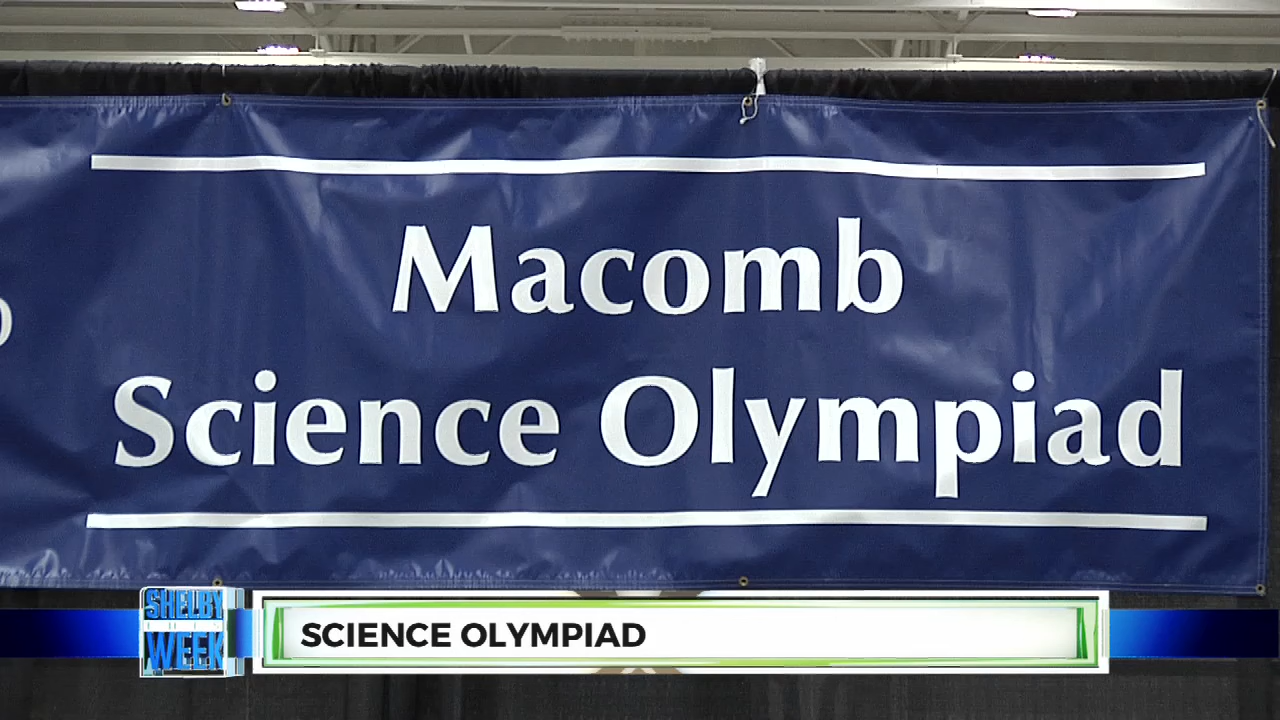 Macomb
Science Olympiad
SHELBY
WEEK
SCIENCE OLYMPIAD